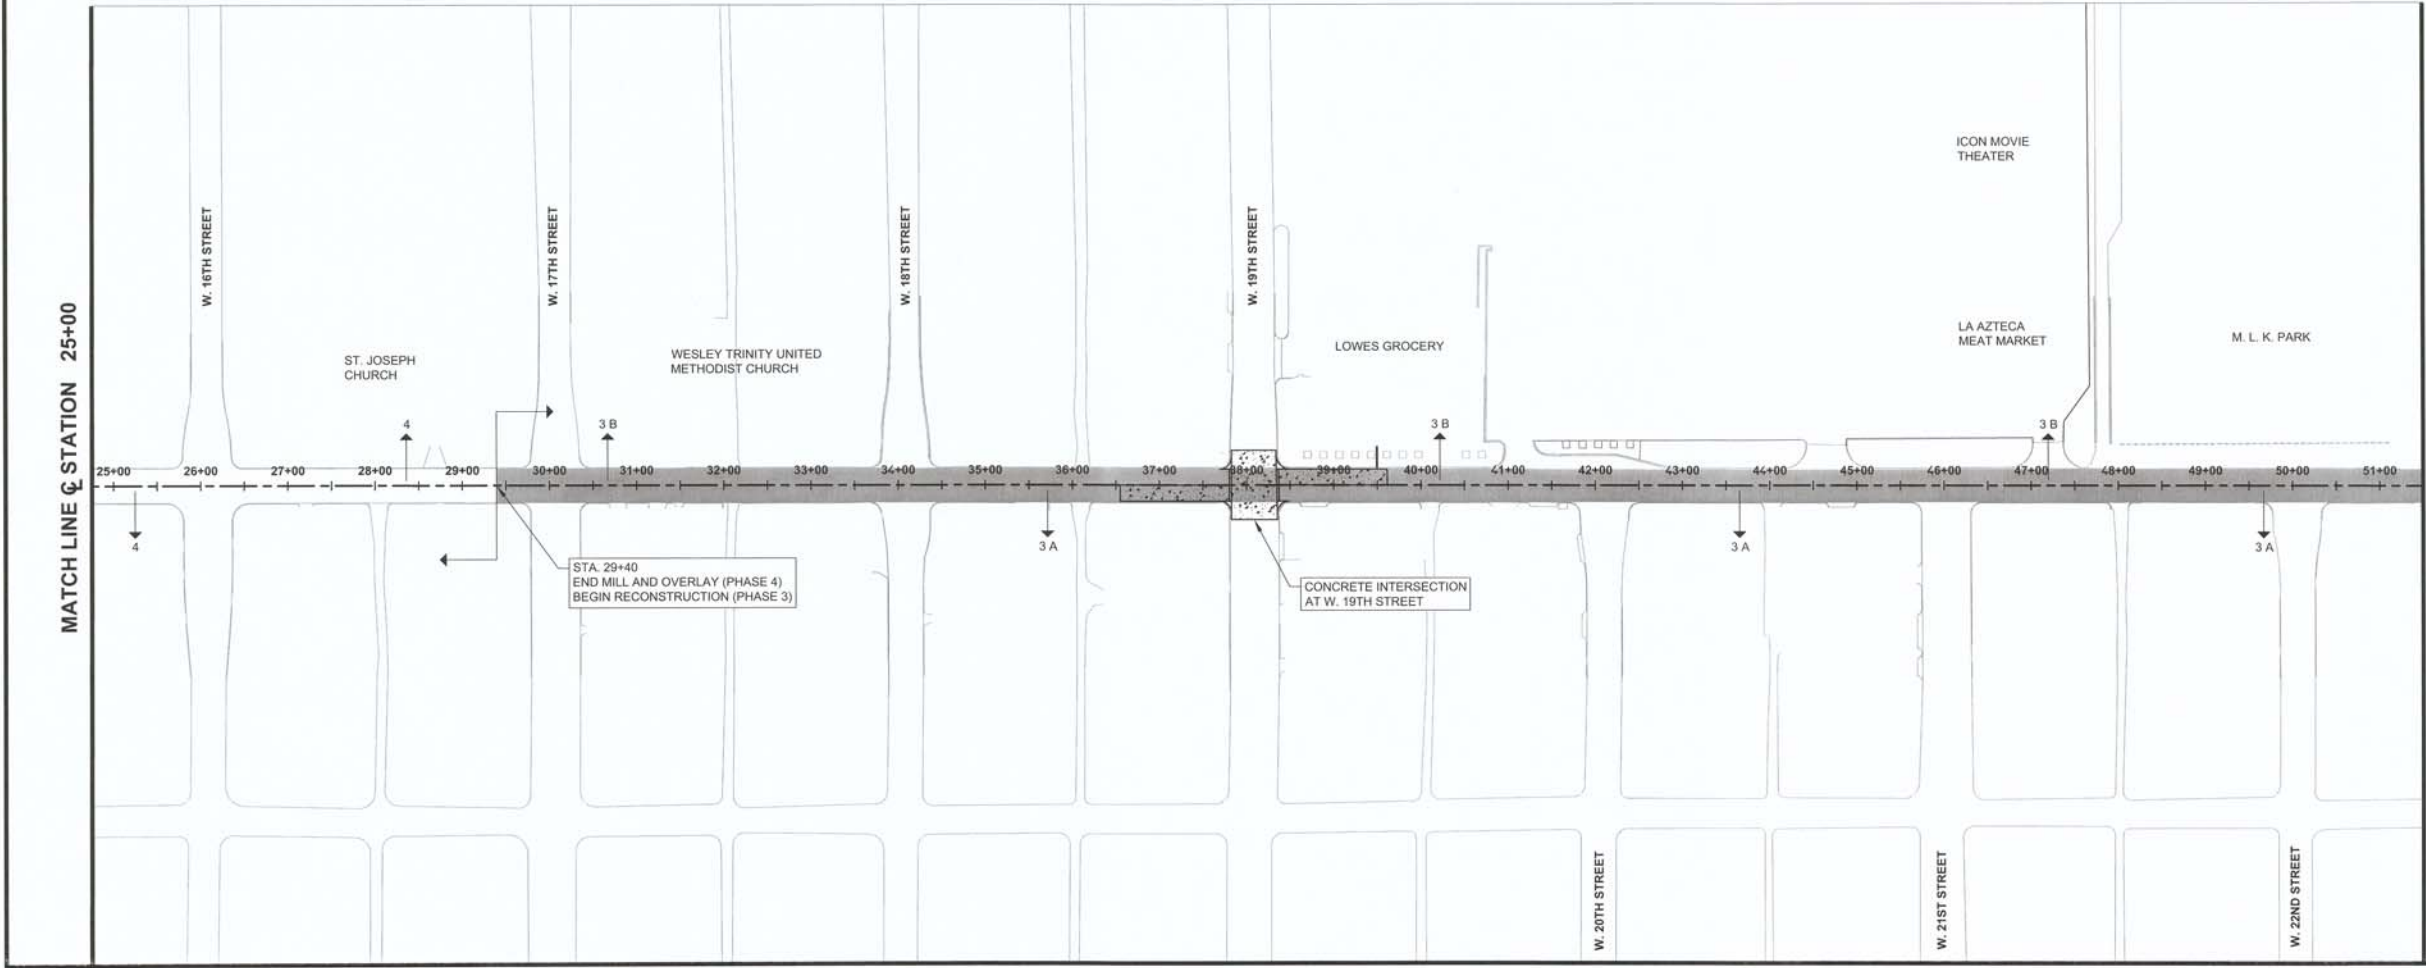 MATCH LINE ℄ STATION 25+00
W. 16TH STREET
W. 17TH STREET
W. 18TH STREET
W. 19TH STREET
ICON MOVIE
THEATER
ST. JOSEPH
CHURCH
WESLEY TRINITY UNITED
METHODIST CHURCH
LOWES GROCERY
LA AZTECA
MEAT MARKET
M. L. K. PARK
4
3 B
3 B
3 B
25+00 26+00 27+00 28+00 29+00 30+00 31+00 32+00 33+00 34+00 35+00 36+00 37+00 38+00 39+00 40+00 41+00 42+00 43+00 44+00 45+00 46+00 47+00 48+00 49+00 50+00 51+00
4
3 A
3 A
3 A
STA. 29+40
END MILL AND OVERLAY (PHASE 4)
BEGIN RECONSTRUCTION (PHASE 3)
CONCRETE INTERSECTION
AT W. 19TH STREET
W. 20TH STREET
W. 21ST STREET
W. 22ND STREET